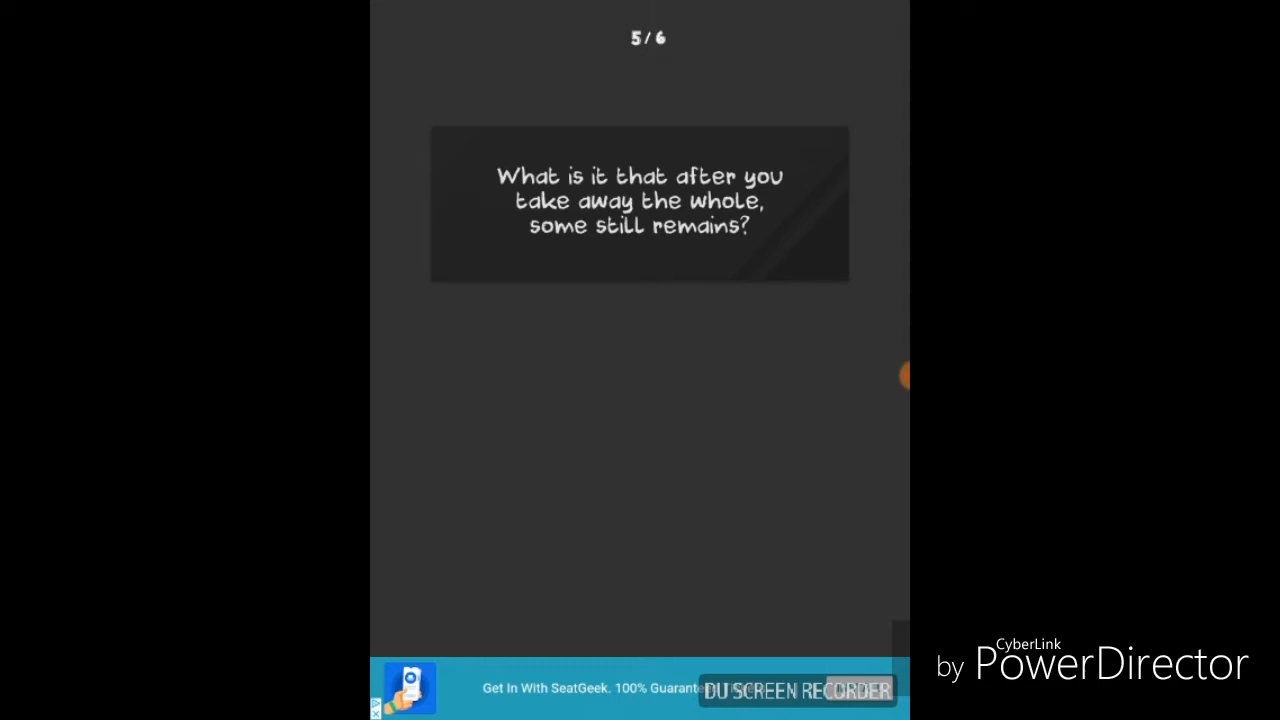 5/6
What is it that after you
take away the whole,
some still remains?
Get In With SeatGeek. 100% Guarante
DU SCREEN RECORDER
CyberLink
by PowerDirector